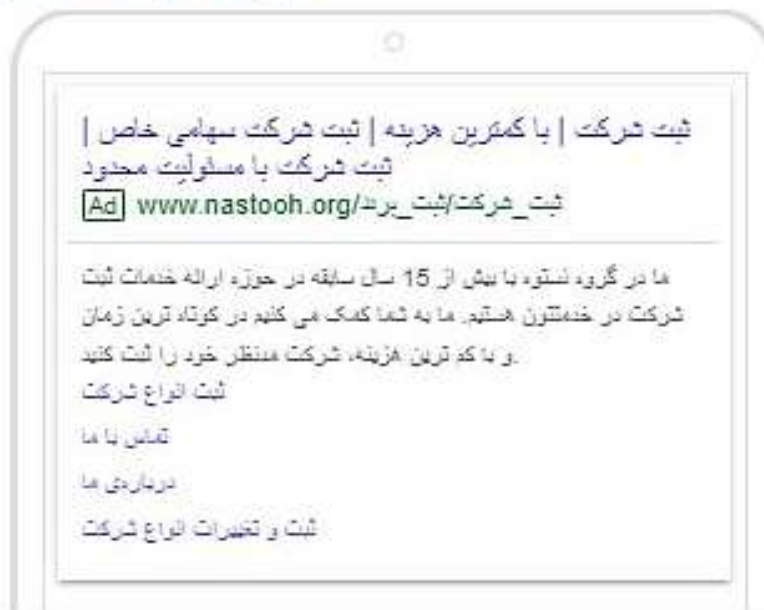 ثبت شرکت | با کمترین هزینه | ثبت شرکت سهامی خاص |
ثبت شرکت با مسئولیت محدود
Ad www.nastooh.org/ثبت_شرکت/ثبت_برند
ما در گروه نستوه با بیش از 15 سال سابقه در حوزه ارائه خدمات ثبت
شرکت در خدمتتون هستیم. ما به شما کمک می کنیم در کوتاه ترین زمان
و با کم ترین هزینه، شرکت مدنظر خود را ثبت کنید.
ثبت انواع شرکت
تماس با ما
درباره‌ی ما
ثبت و تغییرات انواع شرکت